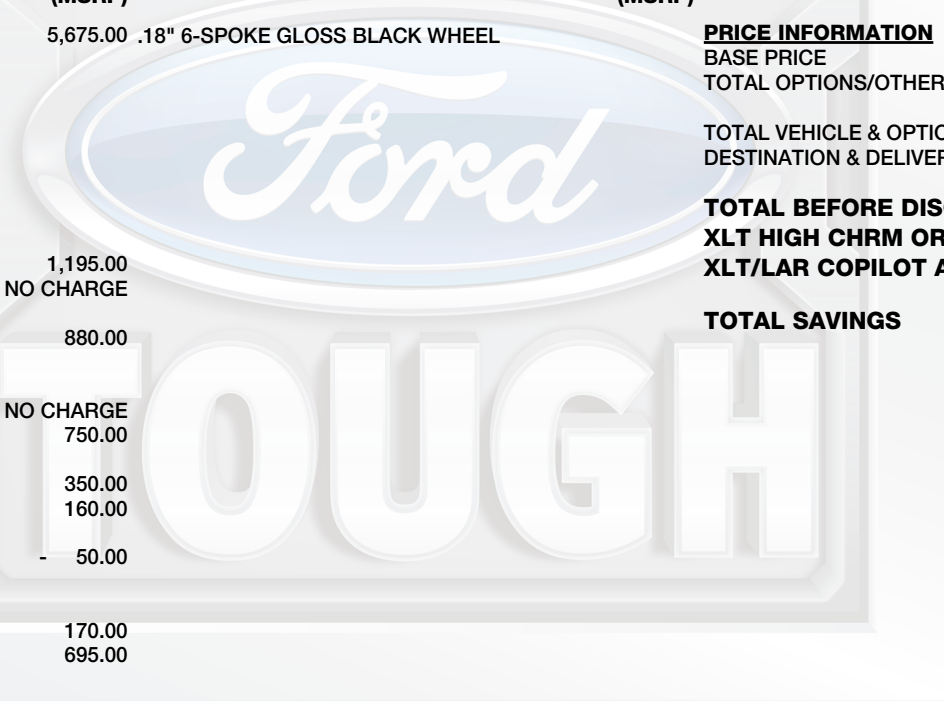 (MSRP)
5,675.00
1,195.00
NO CHARGE
880.00
NO CHARGE
750.00
350.00
160.00
- 50.00
170.00
695.00
(MSRP)
.18" 6-SPOKE GLOSS BLACK WHEEL
PRICE INFORMATION
BASE PRICE
TOTAL OPTIONS/OTHER
TOTAL VEHICLE & OPTIO
DESTINATION & DELIVER
TOTAL BEFORE DIS
XLT HIGH CHRM OR
XLT/LAR COPILOT A
TOTAL SAVINGS
Ford
TOUGH